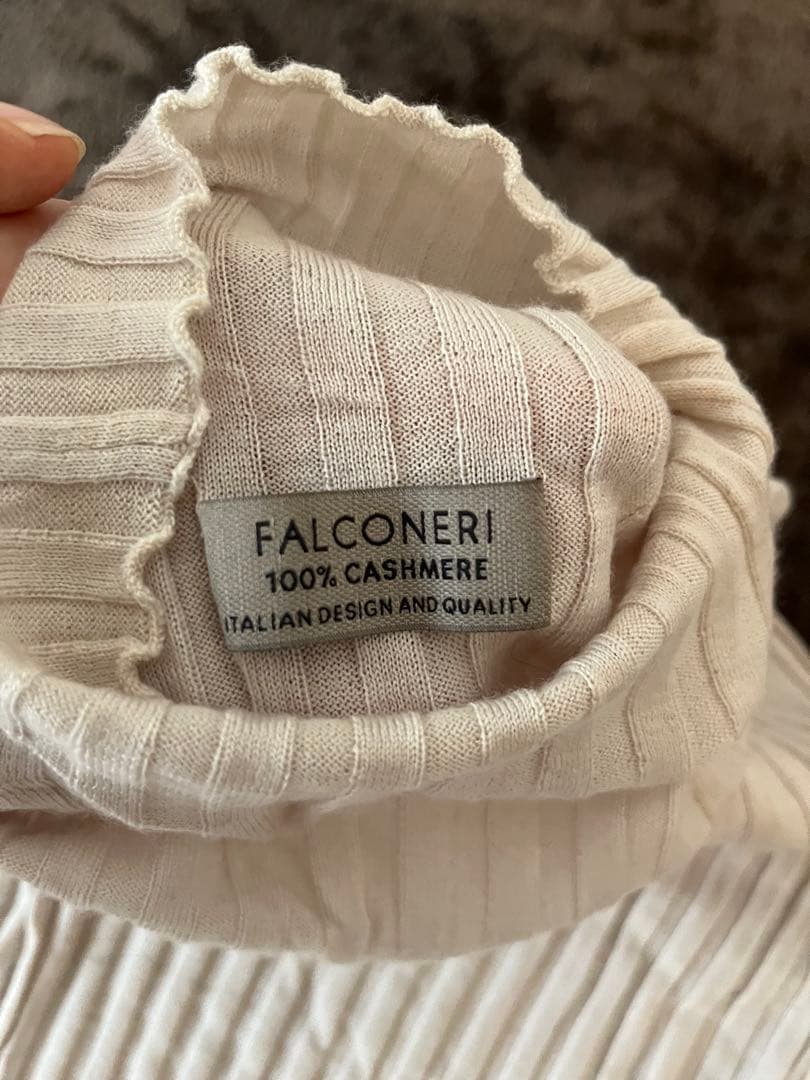 FALCONERI
100% CASHMERE
ITALIAN DESIGN AND QUALITY